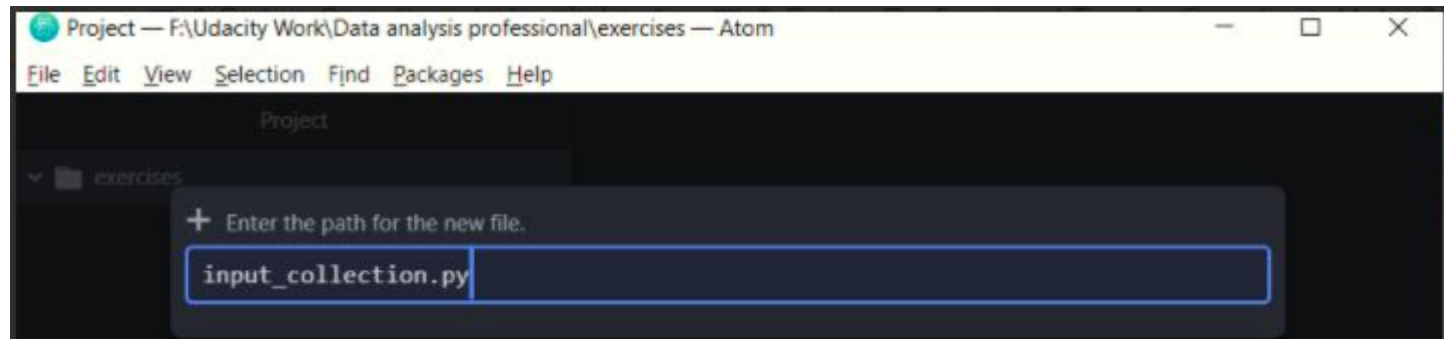 Project — F:\Udacity Work\Data analysis professional\exercises — Atom
File Edit View Selection Find Packages Help
Project
exercises
Enter the path for the new file.
input_collection.py